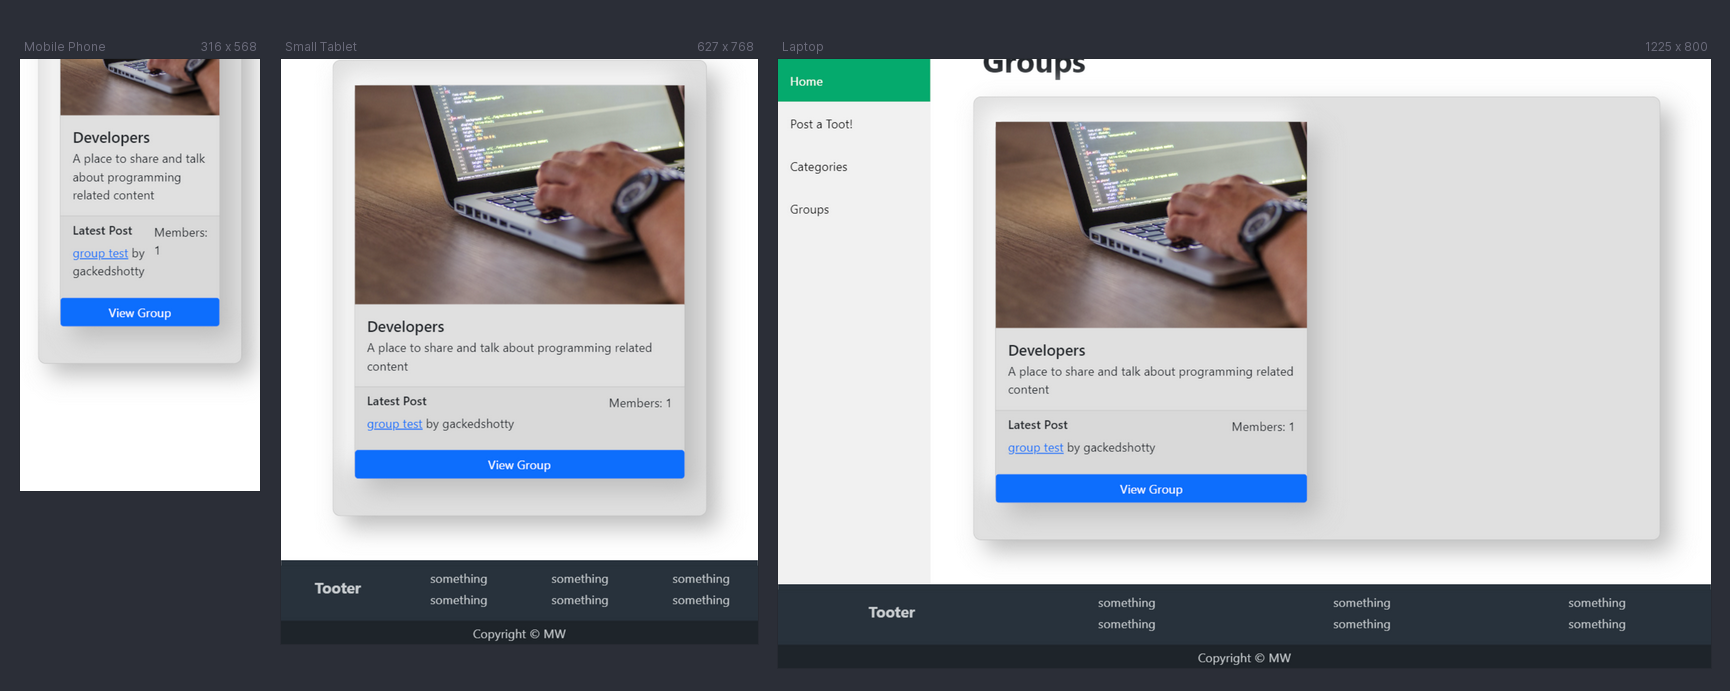 Mobile Phone
316 x 568
Developers
A place to share and talk
about programming
related content
Latest Post
Members:
1
group test by
gackedshotty
View Group
Small Tablet
627 x 768
Developers
A place to share and talk about programming related
content
Latest Post
Members: 1
group test by gackedshotty
View Group
Tooter
something
something
something
something
something
something
Copyright © MW
Laptop
1225 x 800
Home
Post a Toot!
Categories
Groups
Groups
Developers
A place to share and talk about programming related
content
Latest Post
Members: 1
group test by gackedshotty
View Group
Tooter
something
something
something
something
something
something
Copyright © MW